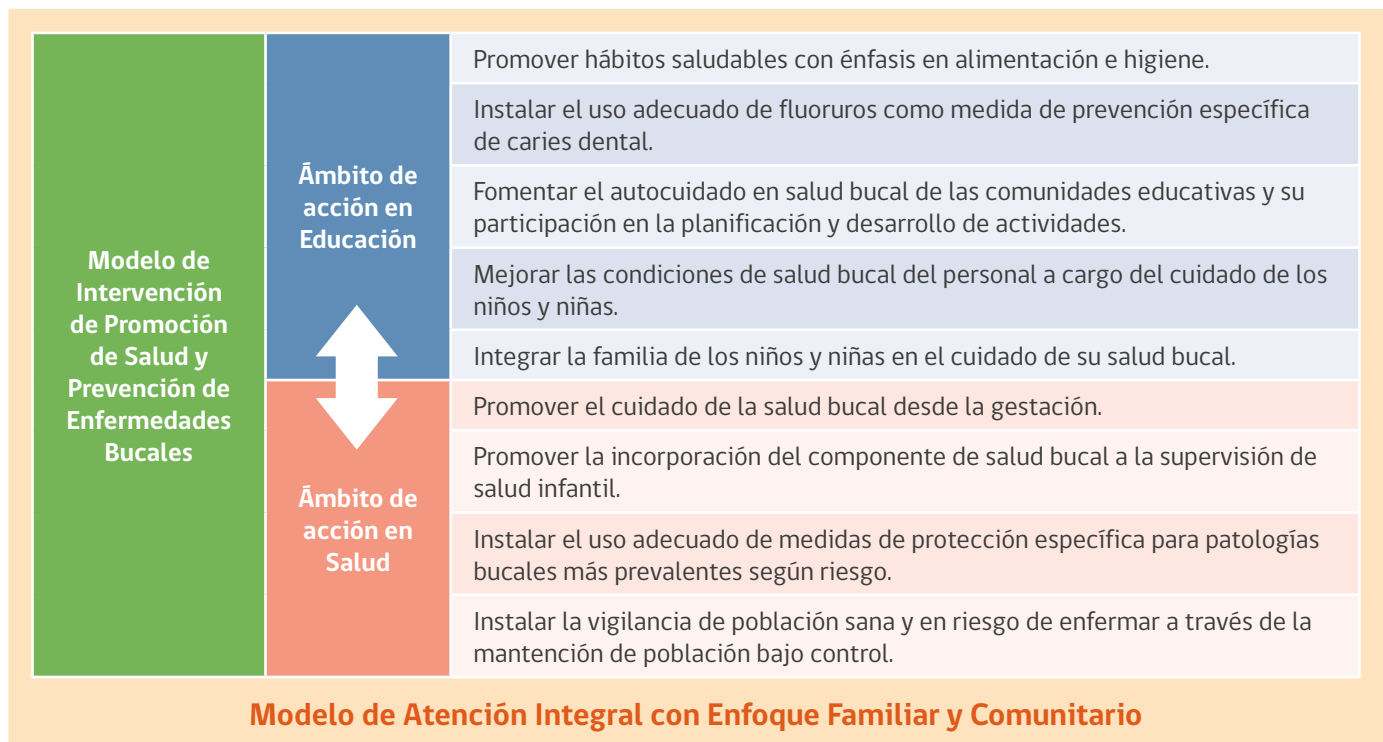 Modelo de
Intervención
de Promoción
de Salud y
Prevención de
Enfermedades
Bucales
Ámbito de
acción en
Educación
Promover hábitos saludables con énfasis en alimentación e higiene.
Instalar el uso adecuado de fluoruros como medida de prevención específica
de caries dental.
Fomentar el autocuidado en salud bucal de las comunidades educativas y su
participación en la planificación y desarrollo de actividades.
Mejorar las condiciones de salud bucal del personal a cargo del cuidado de los
niños y niñas.
Integrar la familia de los niños y niñas en el cuidado de su salud bucal.
Ámbito de
acción en
Salud
Promover el cuidado de la salud bucal desde la gestación.
Promover la incorporación del componente de salud bucal a la supervisión de
salud infantil.
Instalar el uso adecuado de medidas de protección específica para patologías
bucales más prevalentes según riesgo.
Instalar la vigilancia de población sana y en riesgo de enfermar a través de la
mantención de población bajo control.
Modelo de Atención Integral con Enfoque Familiar y Comunitario